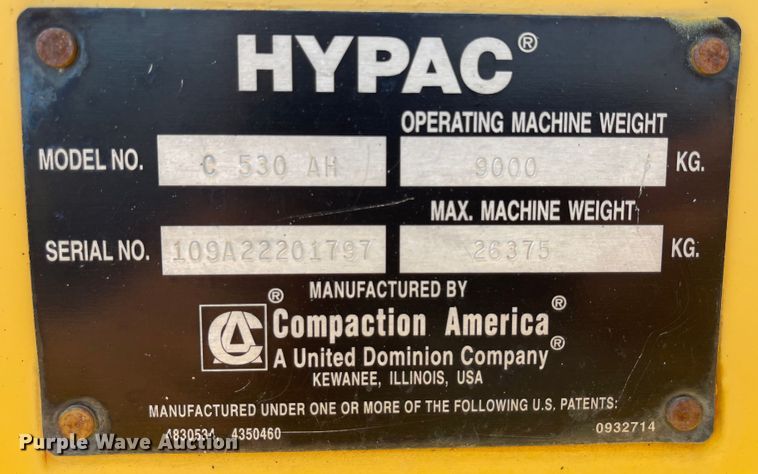 HYPAC®
OPERATING MACHINE WEIGHT
MODEL NO. C 530 AH 9000 KG.
MAX. MACHINE WEIGHT
SERIAL NO. 109A22201797 26375 KG.
MANUFACTURED BY
CA® Compaction America®
A United Dominion Company®
KEWANEE, ILLINOIS, USA
MANUFACTURED UNDER ONE OR MORE OF THE FOLLOWING U.S. PATENTS:
4830534, 4350460 0932714
Purple Wave Auction